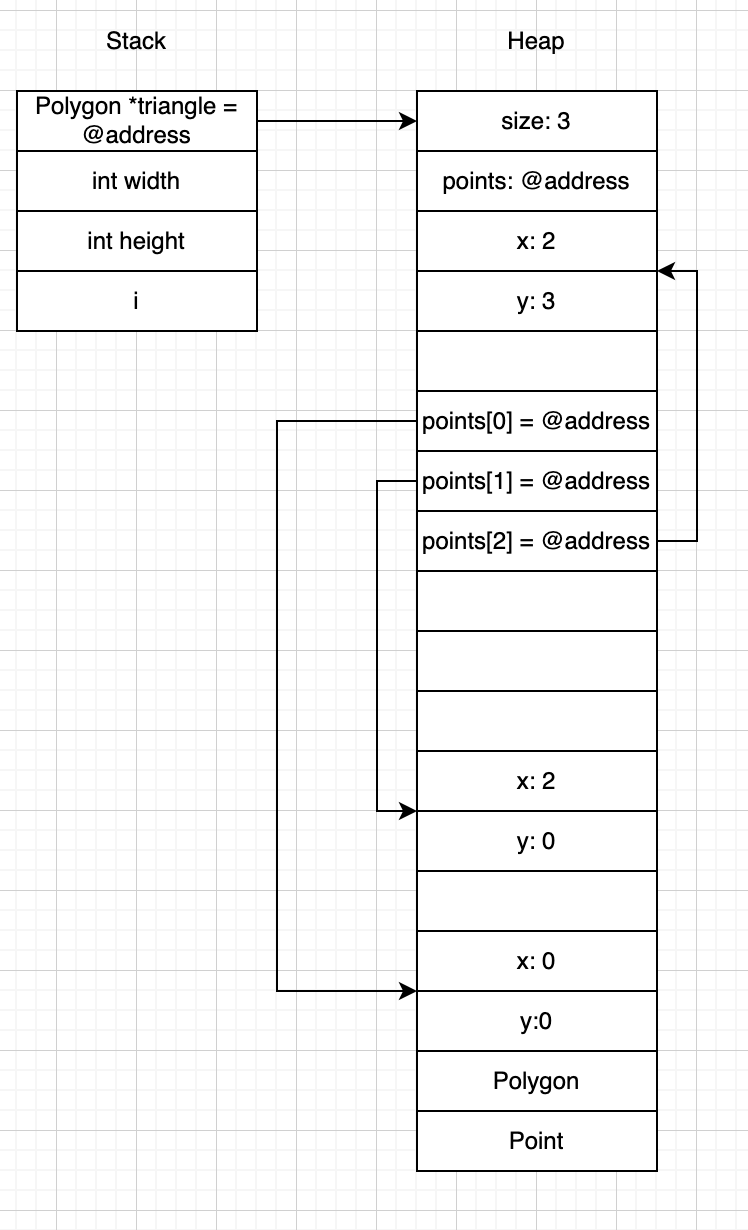 Stack
Heap
Polygon *triangle =
@address
int width
int height
i
size: 3
points: @address
x: 2
y: 3
points[0] = @address
points[1] = @address
points[2] = @address
x: 2
y: 0
x: 0
y:0
Polygon
Point